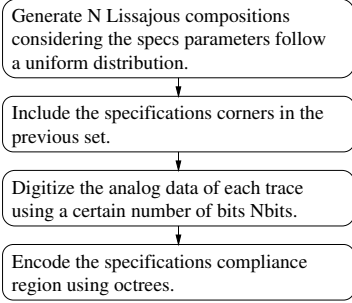 Generate N Lissajous compositions
considering the specs parameters follow
a uniform distribution.
Include the specifications corners in the
previous set.
Digitize the analog data of each trace
using a certain number of bits Nbits.
Encode the specifications compliance
region using octrees.